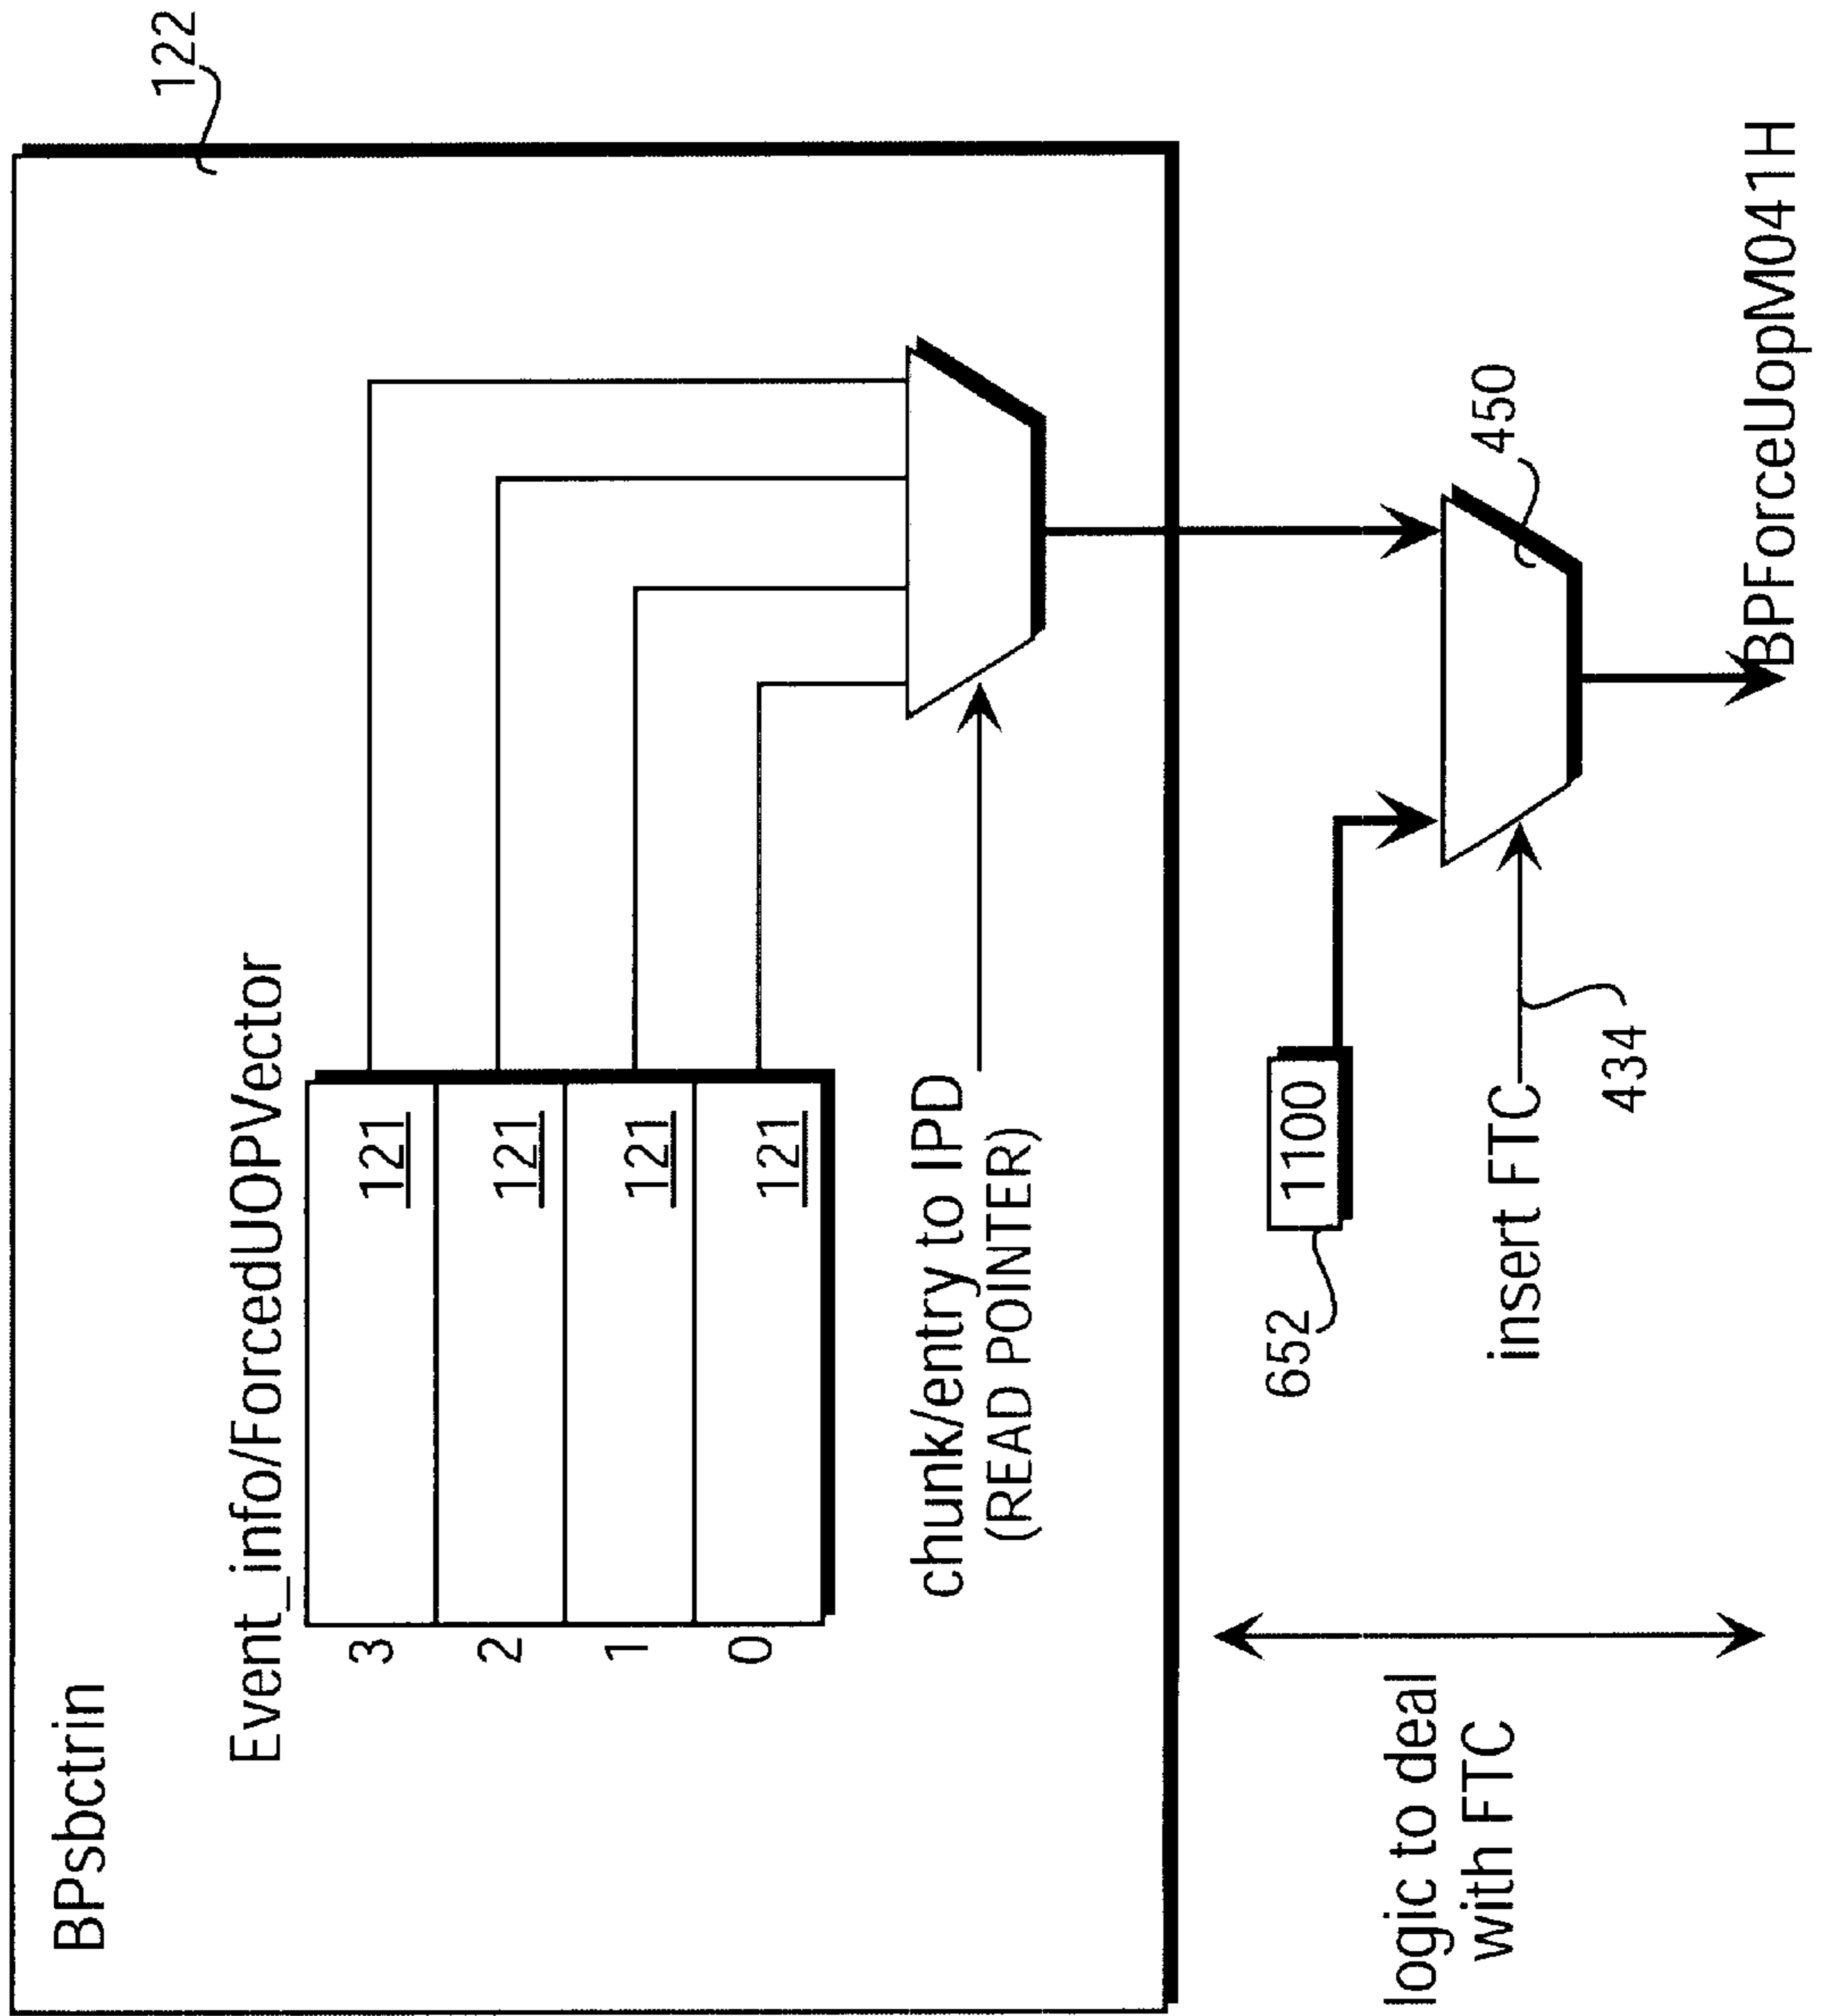 BPsbctrin
122
Event_info/ForcedUOPVector
3
121
2
121
1
121
0
121
chunk/entry to IPD
(READ POINTER)
logic to deal
with FTC
652
1100
insert FTC
434
450
BPForceUopM041H